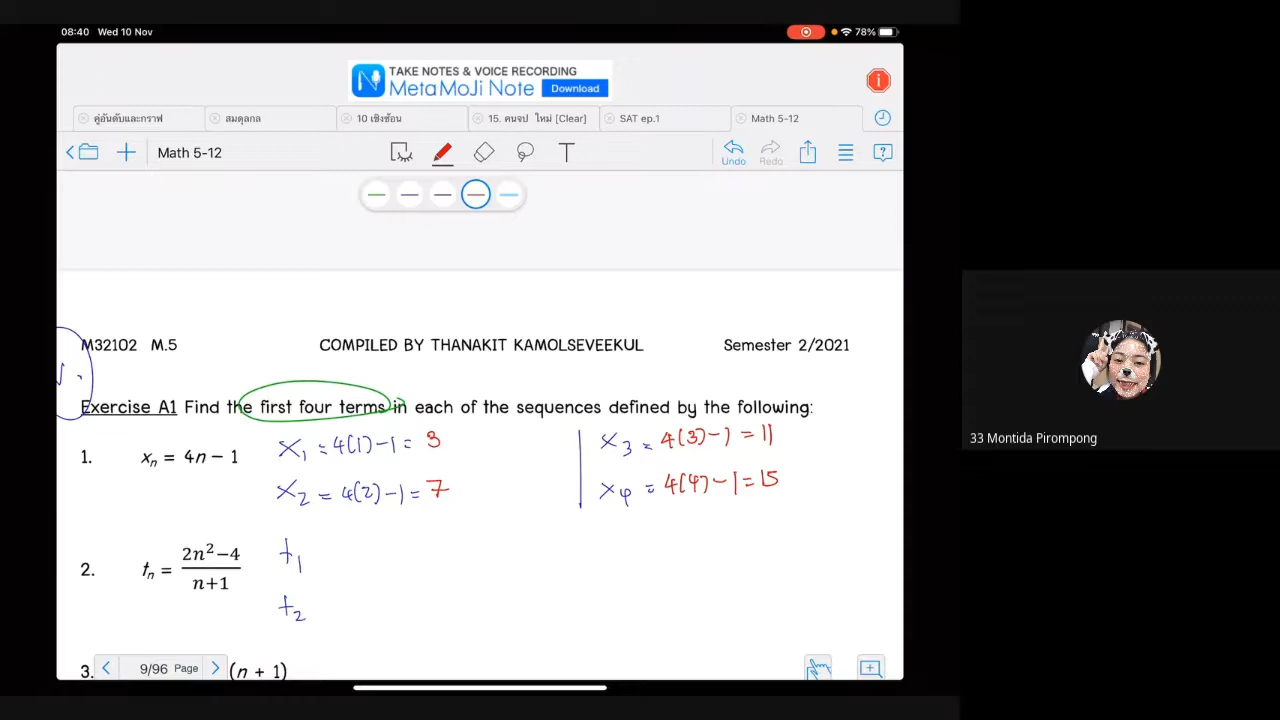 08:40 Wed 10 Nov
78%
TAKE NOTES & VOICE RECORDING
MetaMoJi Note Download
คู่อันดับและกราฟ สมดุลกล 10 เชิงซ้อน 15. คนจป ใหม่ [Clear] SAT ep.1 Math 5-12
Math 5-12
T
Undo Redo
M32102 M.5 COMPILED BY THANAKIT KAMOLSEVEEKUL Semester 2/2021
Exercise A1 Find the first four terms in each of the sequences defined by the following:
1. xₙ = 4n − 1 x₁ = 4(1)−1 = 3 x₃ = 4(3)−1 = 11
x₂ = 4(2)−1 = 7 x₄ = 4(4)−1 = 15
2. tₙ = (2n²−4)/(n+1) t₁
t₂
3. (n + 1)
9/96 Page
33 Montida Pirompong